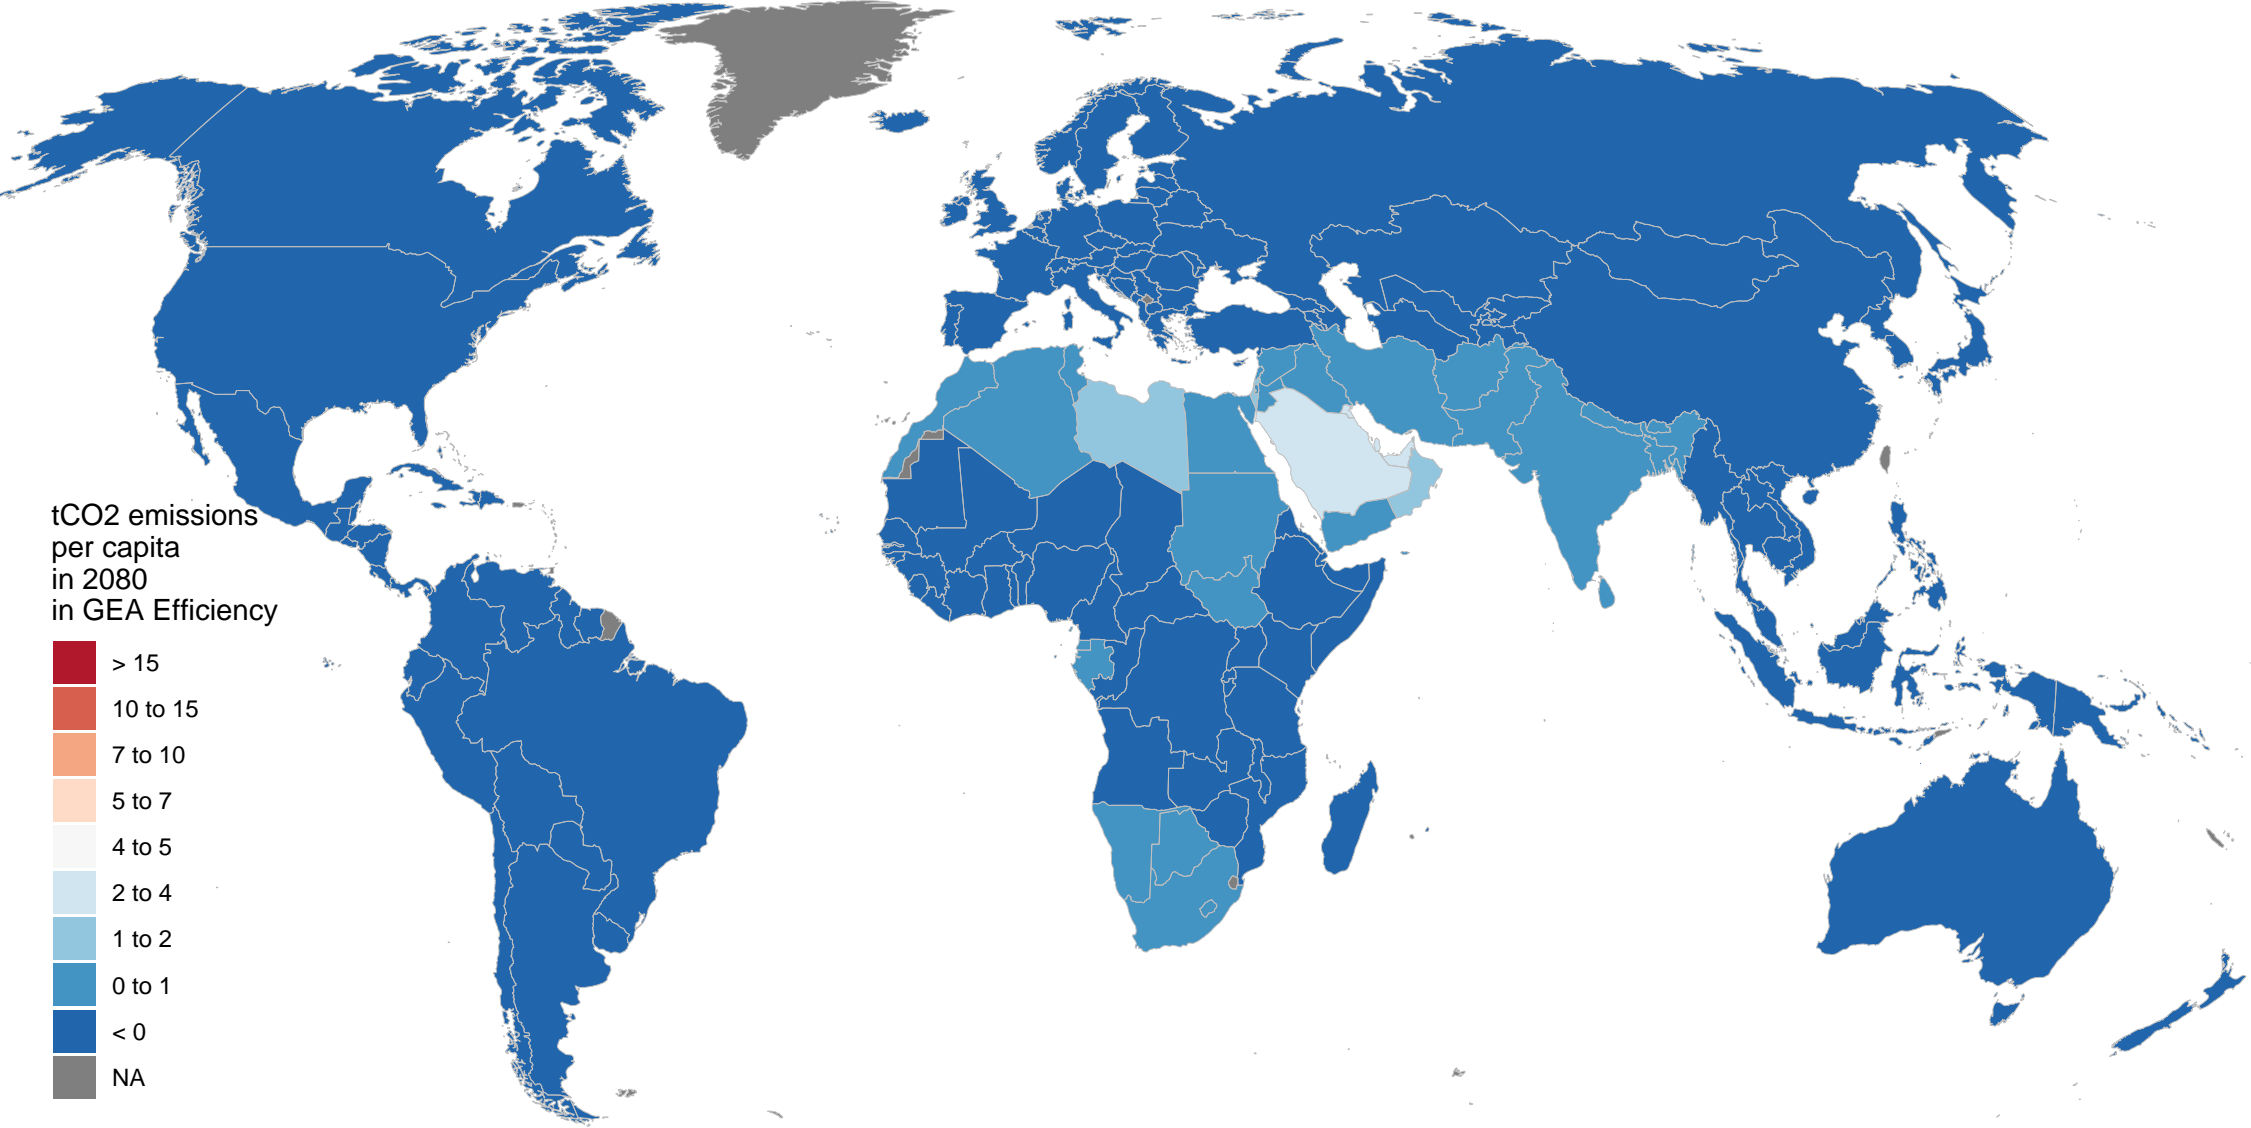 tCO2 emissions
per capita
in 2080
in GEA Efficiency
> 15
10 to 15
7 to 10
5 to 7
4 to 5
2 to 4
1 to 2
0 to 1
< 0
NA